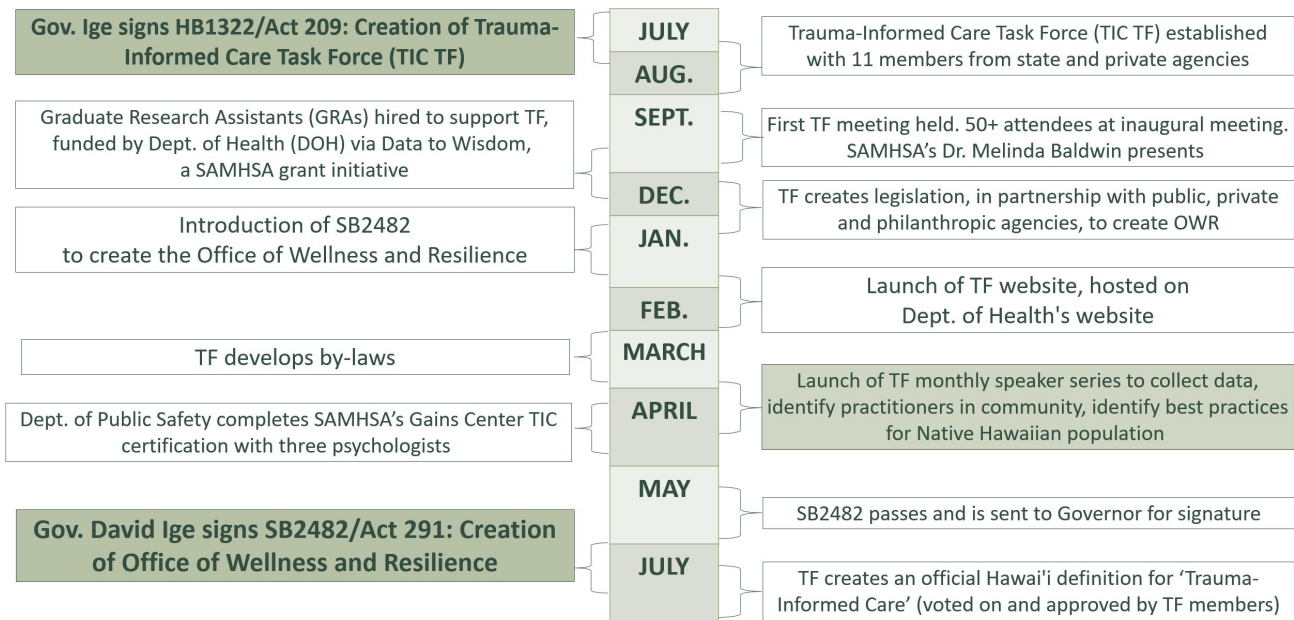 Gov. Ige signs HB1322/Act 209: Creation of Trauma-
Informed Care Task Force (TIC TF)
JULY
Trauma-Informed Care Task Force (TIC TF) established
with 11 members from state and private agencies
AUG.
Graduate Research Assistants (GRAs) hired to support TF,
funded by Dept. of Health (DOH) via Data to Wisdom,
a SAMHSA grant initiative
SEPT.
First TF meeting held. 50+ attendees at inaugural meeting.
SAMHSA’s Dr. Melinda Baldwin presents
DEC.
TF creates legislation, in partnership with public, private
and philanthropic agencies, to create OWR
Introduction of SB2482
to create the Office of Wellness and Resilience
JAN.
Launch of TF website, hosted on
Dept. of Health's website
FEB.
TF develops by-laws
MARCH
Launch of TF monthly speaker series to collect data,
identify practitioners in community, identify best practices
for Native Hawaiian population
Dept. of Public Safety completes SAMHSA’s Gains Center TIC
certification with three psychologists
APRIL
MAY
SB2482 passes and is sent to Governor for signature
Gov. David Ige signs SB2482/Act 291: Creation
of Office of Wellness and Resilience
JULY
TF creates an official Hawai'i definition for ‘Trauma-
Informed Care’ (voted on and approved by TF members)